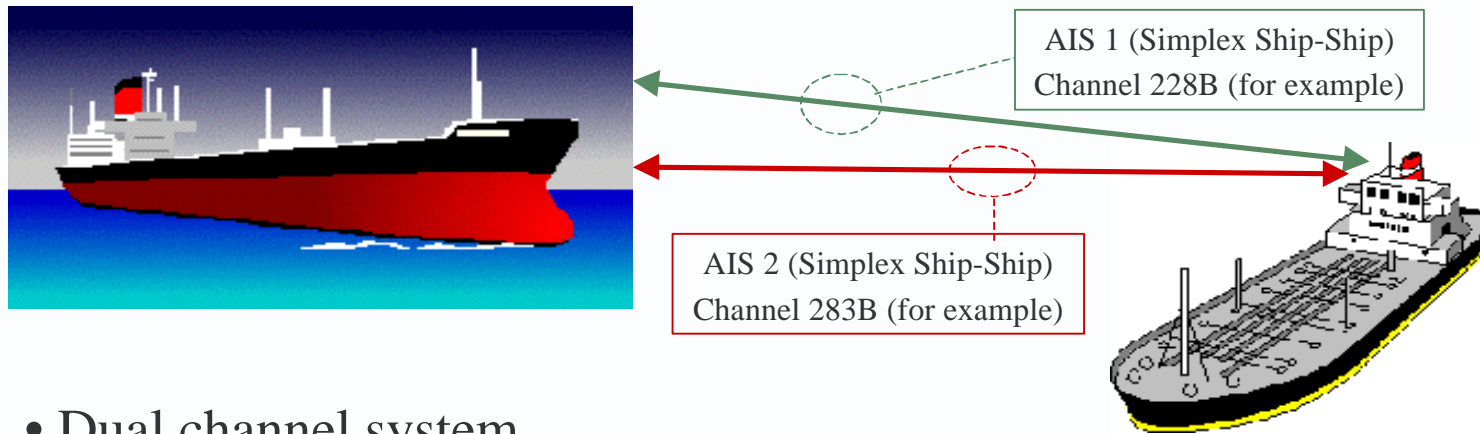 AIS 1 (Simplex Ship-Ship)
Channel 228B (for example)
AIS 2 (Simplex Ship-Ship)
Channel 283B (for example)
• Dual channel system